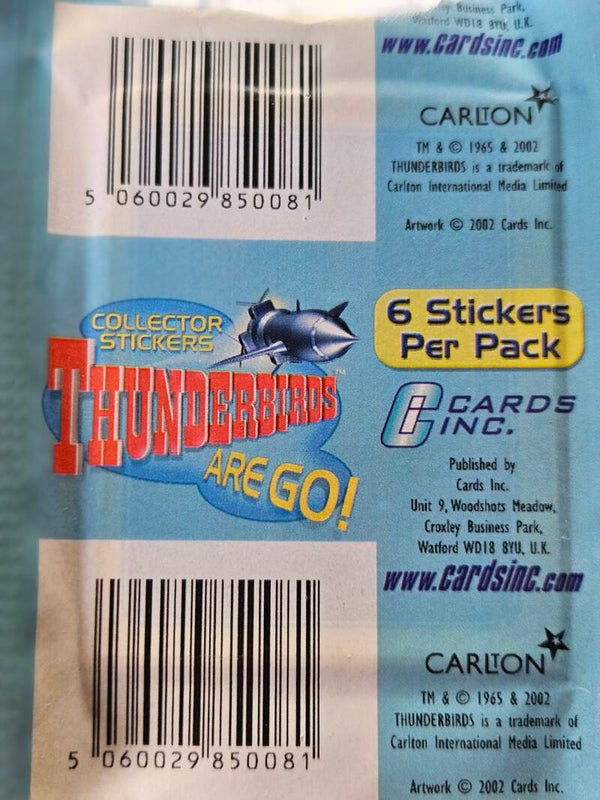 Croxley Business Park,
Watford WD18 8YU, U.K.
www.cardsinc.com
5 060029 850081
CARLTON
TM & © 1965 & 2002
THUNDERBIRDS is a trademark of
Carlton International Media Limited
Artwork © 2002 Cards Inc.
COLLECTOR
STICKERS
THUNDERBIRDS™
ARE GO!
6 Stickers
Per Pack
CARDS
INC.
Published by
Cards Inc.
Unit 9, Woodshots Meadow,
Croxley Business Park,
Watford WD18 8YU, U.K.
www.cardsinc.com
5 060029 850081
CARLTON
TM & © 1965 & 2002
THUNDERBIRDS is a trademark of
Carlton International Media Limited
Artwork © 2002 Cards Inc.